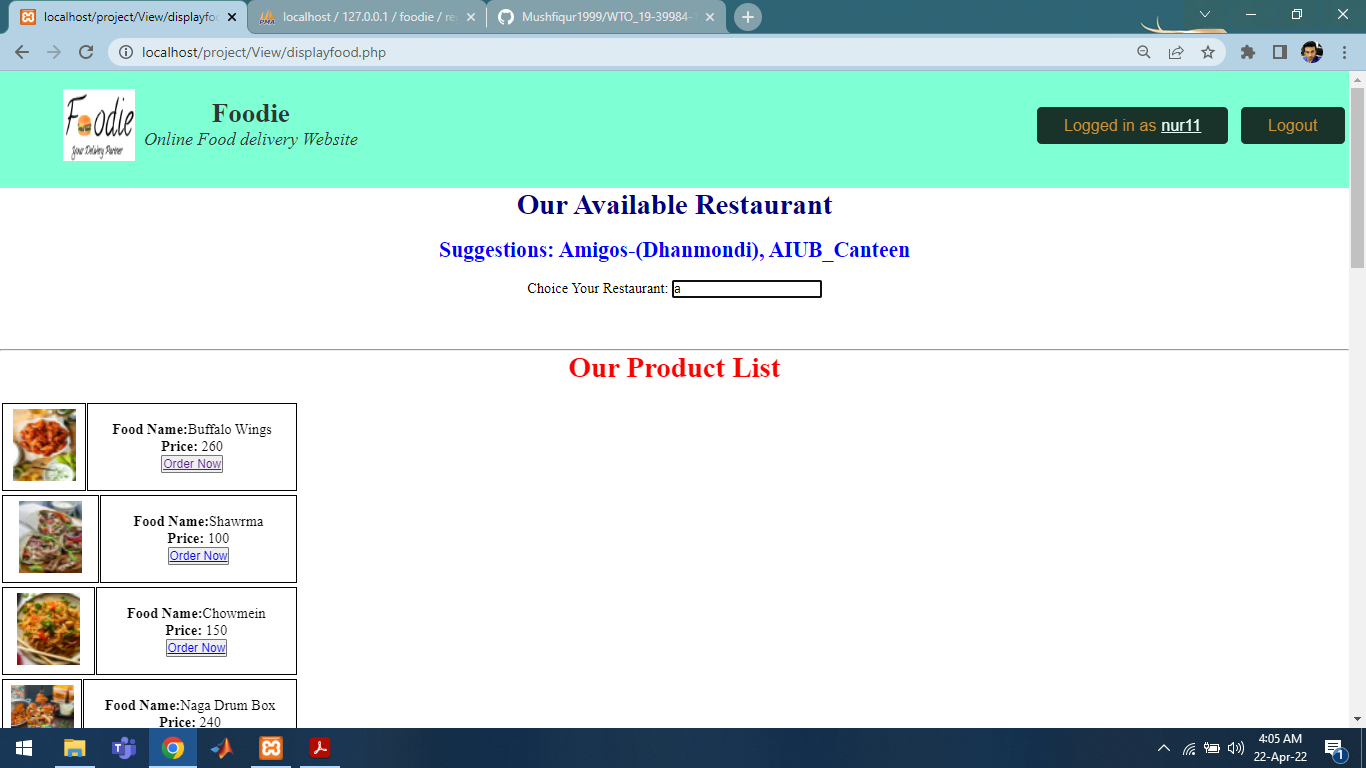 localhost/project/View/displayfo
localhost / 127.0.0.1 / foodie / re
Mushfiqur1999/WTO_19-39984-1
localhost/project/View/displayfood.php
Foodie
Your Delivery Partner
Foodie
Online Food delivery Website
Logged in as nur11
Logout
Our Available Restaurant
Suggestions: Amigos-(Dhanmondi), AIUB_Canteen
Choice Your Restaurant: a
Our Product List
Food Name:Buffalo Wings
Price: 260
Order Now
Food Name:Shawrma
Price: 100
Order Now
Food Name:Chowmein
Price: 150
Order Now
Food Name:Naga Drum Box
Price: 240
4:05 AM
22-Apr-22
1